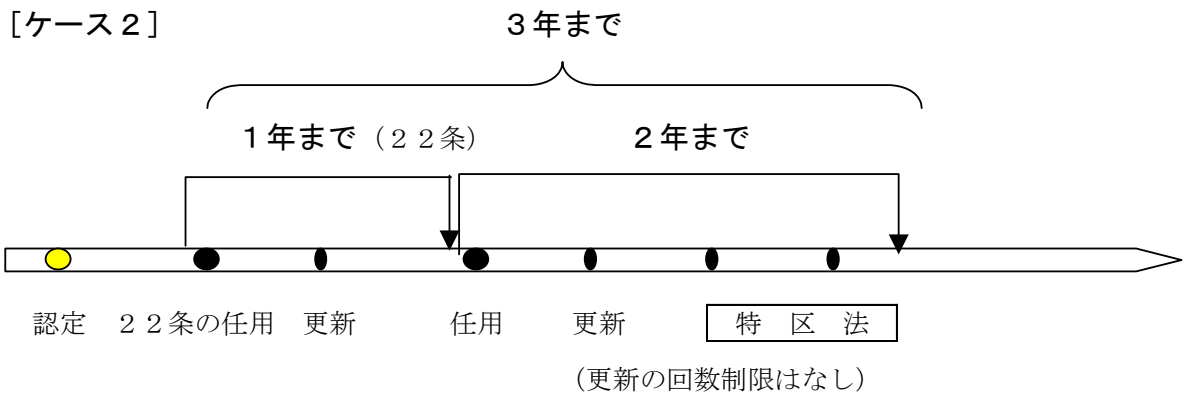 [ケース２]
３年まで
１年まで（２２条）
２年まで
認定 ２２条の任用 更新 任用 更新 特 区 法
（更新の回数制限はなし）